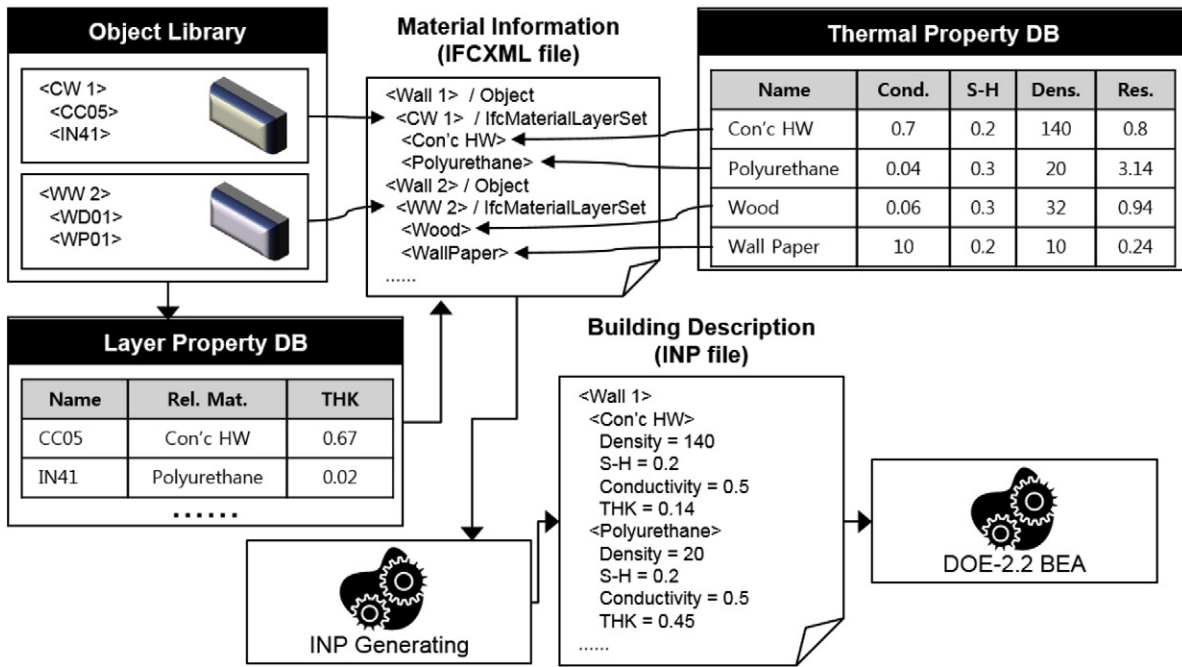 Object Library
<CW 1>
<CC05>
<IN41>
<WW 2>
<WD01>
<WP01>
Material Information
(IFCXML file)
<Wall 1> / Object
<CW 1> / IfcMaterialLayerSet
<Con'c HW>
<Polyurethane>
<Wall 2> / Object
<WW 2> / IfcMaterialLayerSet
<Wood>
<WallPaper>
......
Thermal Property DB
Name Cond. S-H Dens. Res.
Con'c HW 0.7 0.2 140 0.8
Polyurethane 0.04 0.3 20 3.14
Wood 0.06 0.3 32 0.94
Wall Paper 10 0.2 10 0.24
Layer Property DB
Name Rel. Mat. THK
CC05 Con'c HW 0.67
IN41 Polyurethane 0.02
......
INP Generating
Building Description
(INP file)
<Wall 1>
<Con'c HW>
Density = 140
S-H = 0.2
Conductivity = 0.5
THK = 0.14
<Polyurethane>
Density = 20
S-H = 0.2
Conductivity = 0.5
THK = 0.45
......
DOE-2.2 BEA